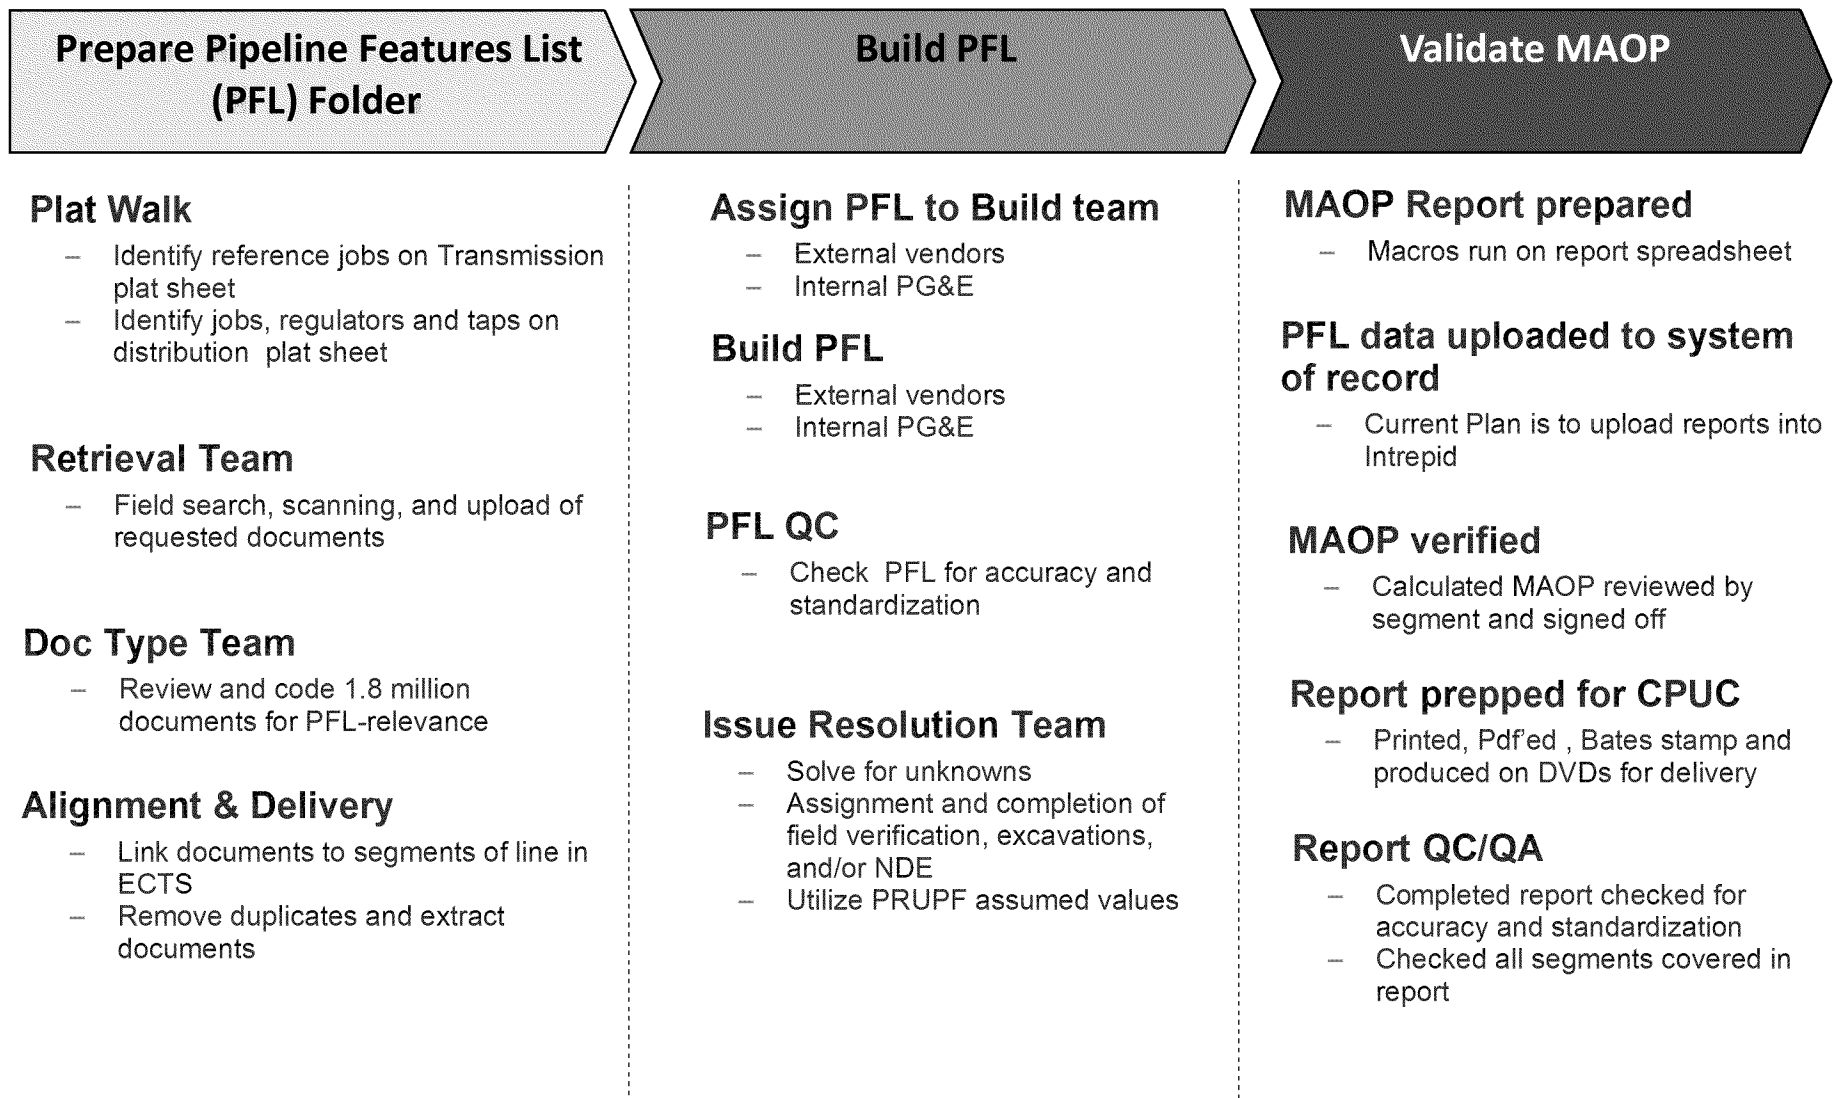 Prepare Pipeline Features List
(PFL) Folder
Build PFL
Validate MAOP
Plat Walk
– Identify reference jobs on Transmission
plat sheet
– Identify jobs, regulators and taps on
distribution plat sheet
Retrieval Team
– Field search, scanning, and upload of
requested documents
Doc Type Team
– Review and code 1.8 million
documents for PFL-relevance
Alignment & Delivery
– Link documents to segments of line in
ECTS
– Remove duplicates and extract
documents
Assign PFL to Build team
– External vendors
– Internal PG&E
Build PFL
– External vendors
– Internal PG&E
PFL QC
– Check PFL for accuracy and
standardization
Issue Resolution Team
– Solve for unknowns
– Assignment and completion of
field verification, excavations,
and/or NDE
– Utilize PRUPF assumed values
MAOP Report prepared
– Macros run on report spreadsheet
PFL data uploaded to system
of record
– Current Plan is to upload reports into
Intrepid
MAOP verified
– Calculated MAOP reviewed by
segment and signed off
Report prepped for CPUC
– Printed, Pdf'ed , Bates stamp and
produced on DVDs for delivery
Report QC/QA
– Completed report checked for
accuracy and standardization
– Checked all segments covered in
report